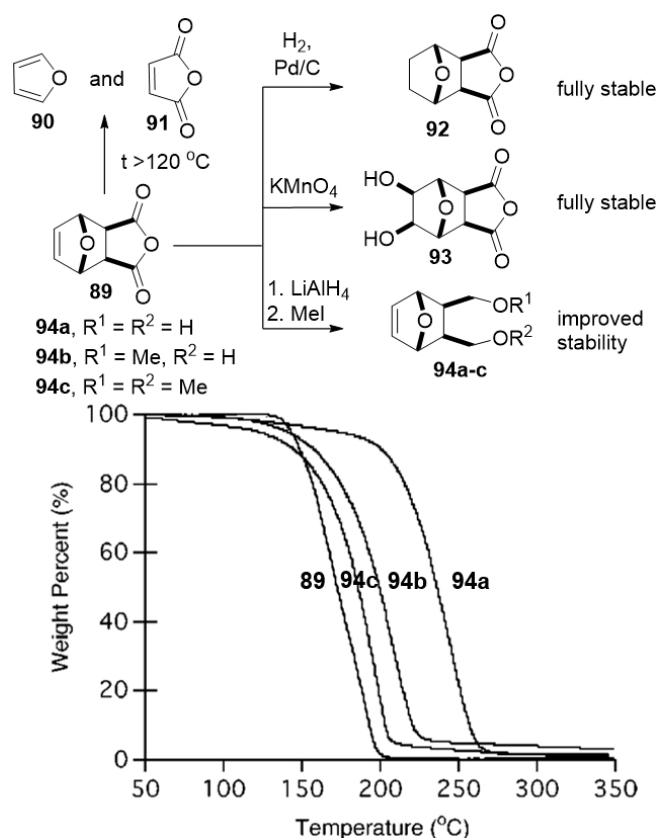 O
90
and
O
O
O
91
t >120 °C
H₂,
Pd/C
O
O
O
O
92
fully stable
KMnO₄
HO
HO
O
O
O
O
93
fully stable
O
O
O
O
89
1. LiAlH₄
2. MeI
O
OR¹
OR²
94a-c
improved
stability
94a, R¹ = R² = H
94b, R¹ = Me, R² = H
94c, R¹ = R² = Me
Weight Percent (%)
100
80
60
40
20
0
89
94c
94b
94a
50
100
150
200
250
300
350
Temperature (°C)